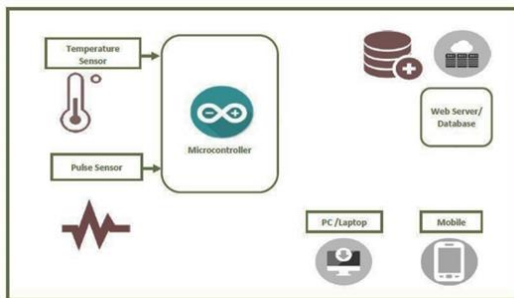 Temperature
Sensor
Microcontroller
Pulse Sensor
Web Server/
Database
PC /Laptop
Mobile